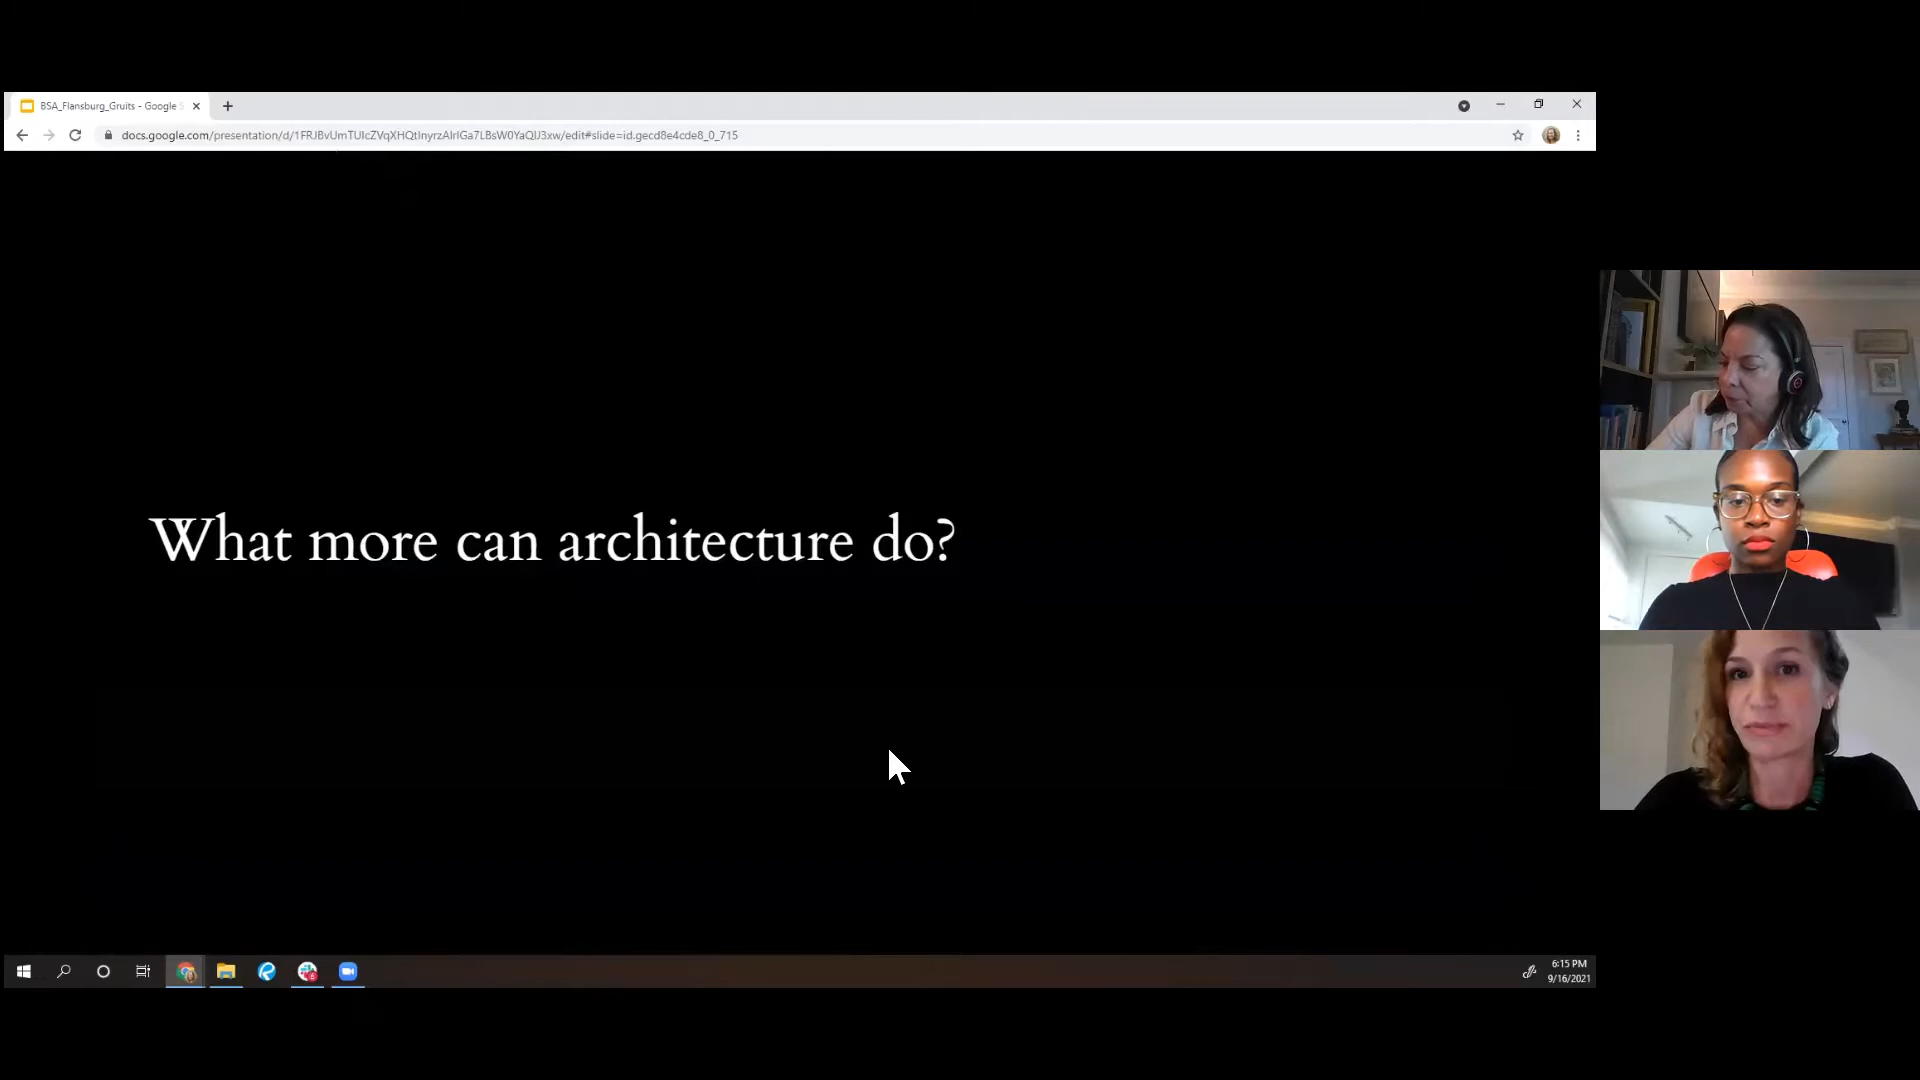 BSA_Flansburg_Gruits - Google S
docs.google.com/presentation/d/1FRJBvUmTUIcZVqXHQtInyrzAIrIGa7LBsW0YaQIJ3xw/edit#slide=id.gecd8e4cde8_0_715
What more can architecture do?
6:15 PM
9/16/2021